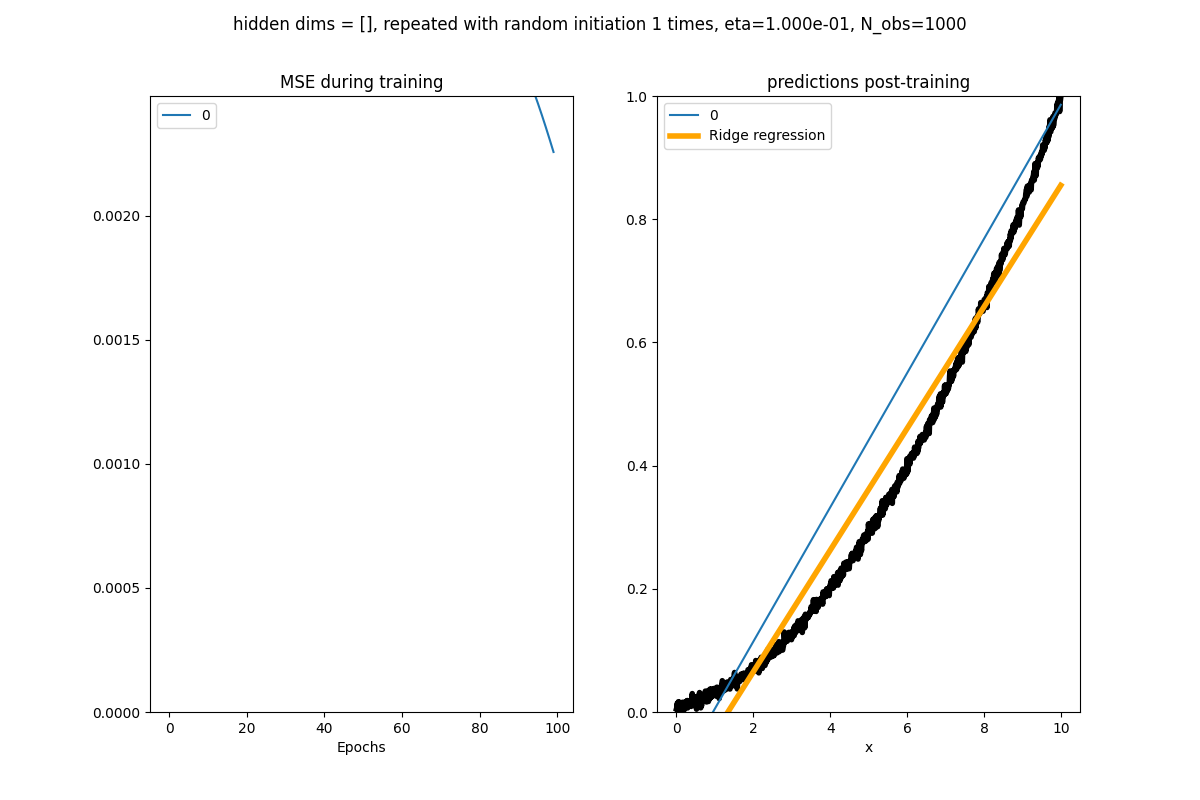 hidden dims = [], repeated with random initiation 1 times, eta=1.000e-01, N_obs=1000
MSE during training
0
0.0020
0.0015
0.0010
0.0005
0.0000
0 20 40 60 80 100
Epochs
predictions post-training
0
Ridge regression
1.0
0.8
0.6
0.4
0.2
0.0
0 2 4 6 8 10
x